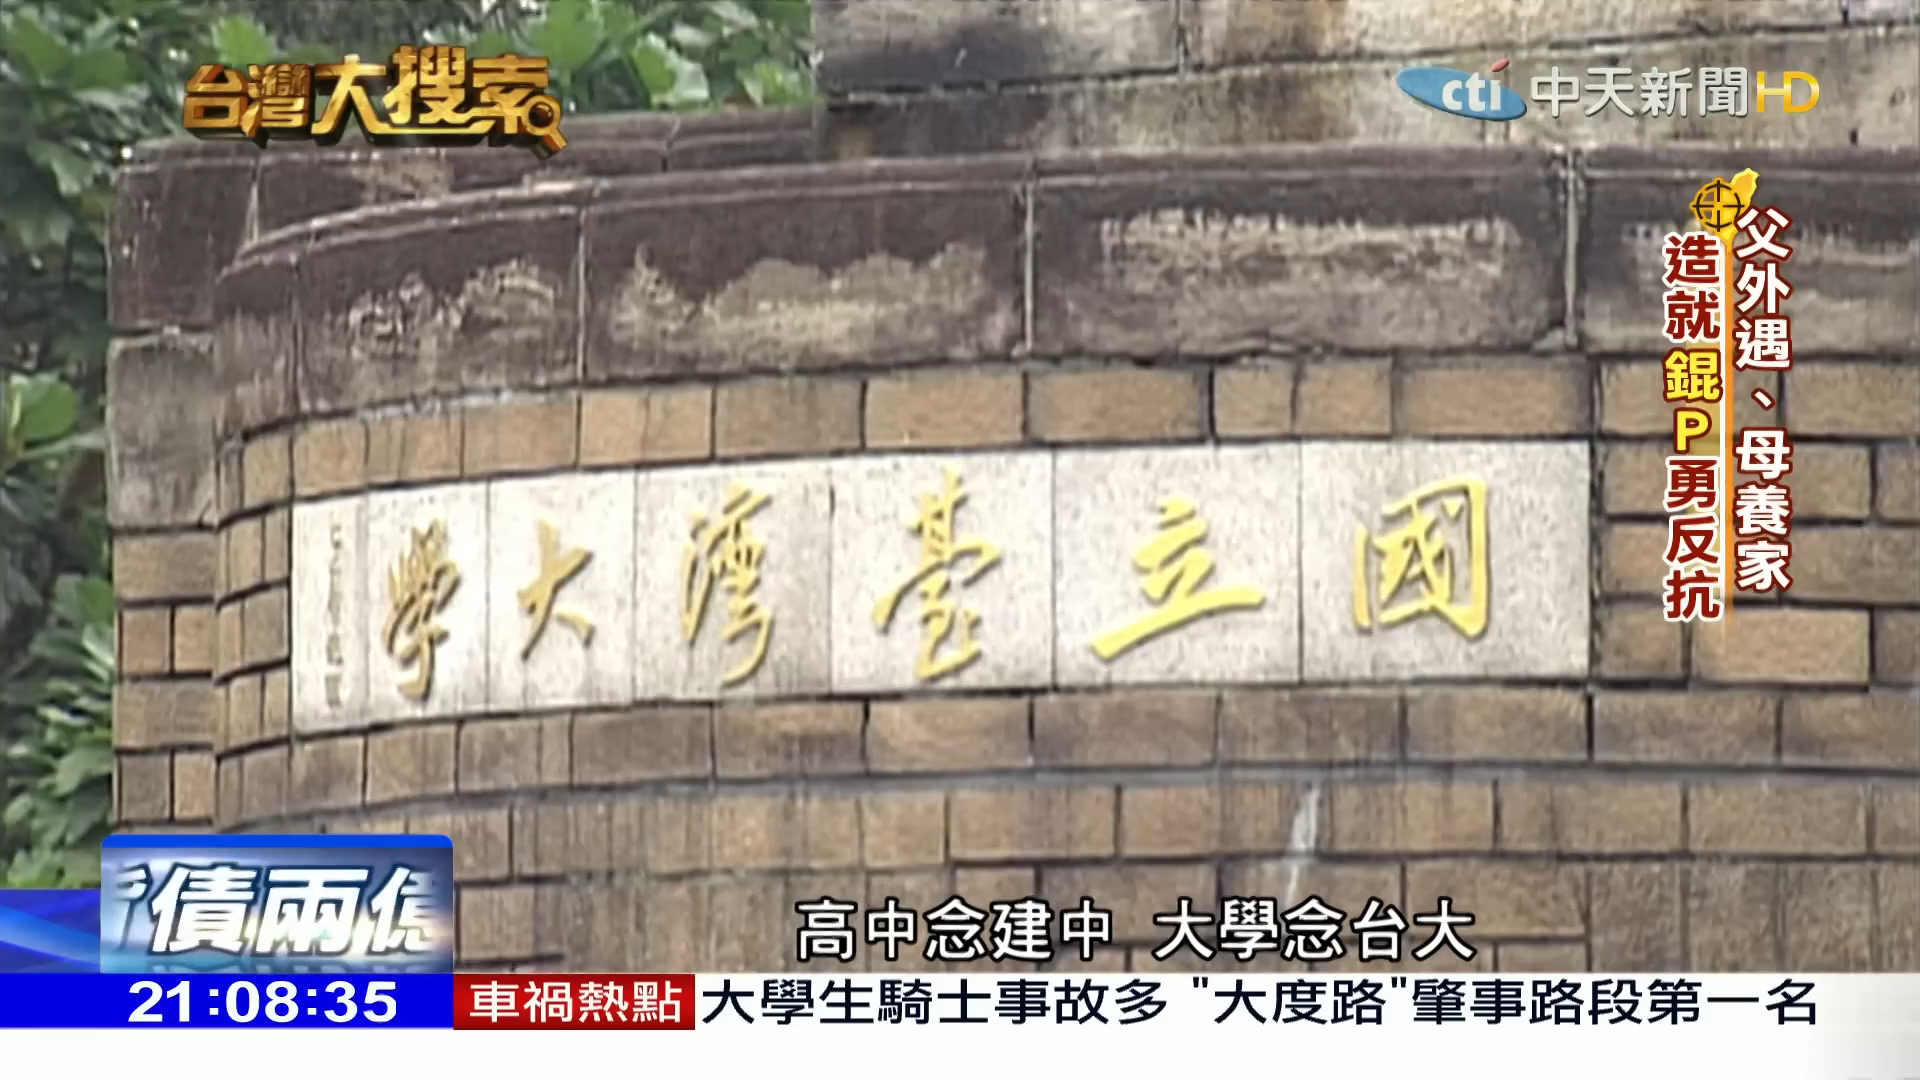 台灣大搜索
cti 中天新聞HD
父外遇、母養家
造就錕P勇反抗
國立臺灣大學
債兩億
高中念建中 大學念台大
21:08:35
車禍熱點 大學生騎士事故多 "大度路"肇事路段第一名